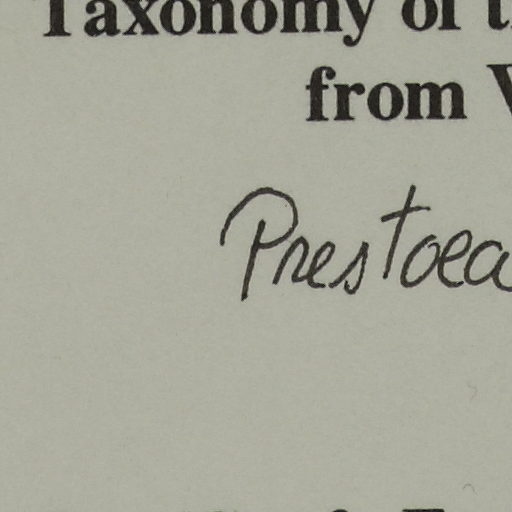 Taxonomy of t
from
Prestoea